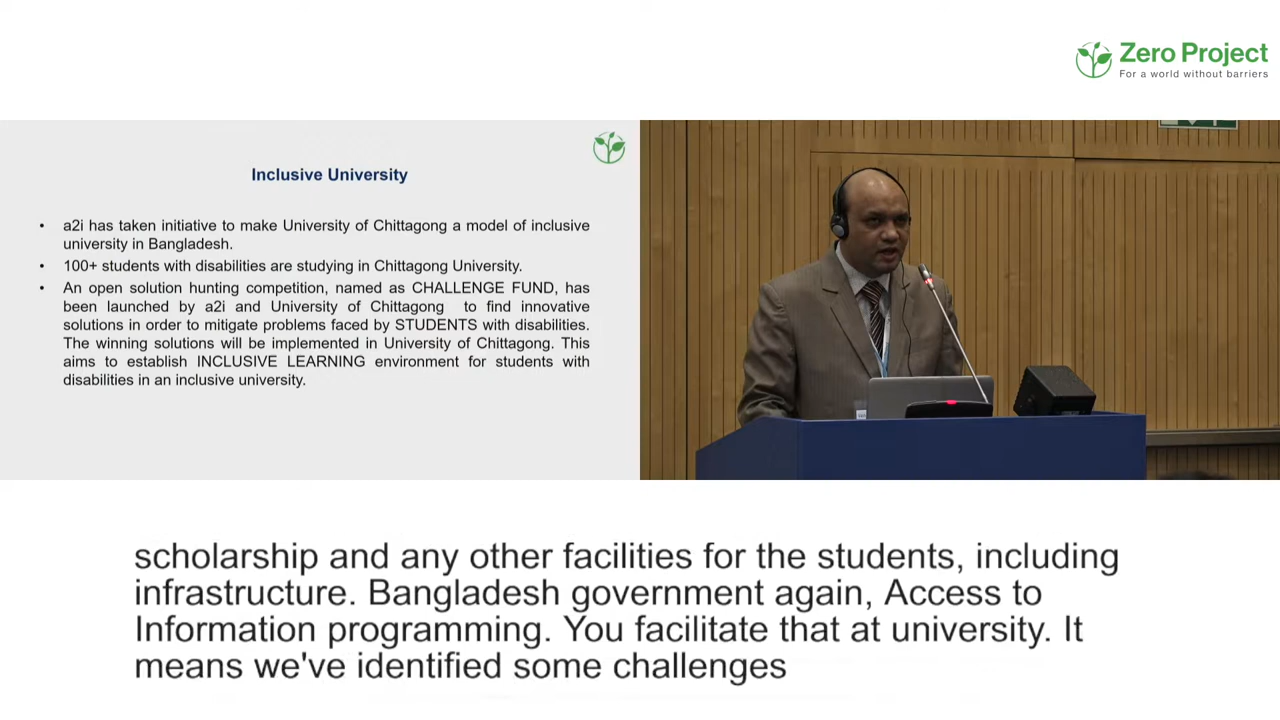 Zero Project
For a world without barriers
Inclusive University
• a2i has taken initiative to make University of Chittagong a model of inclusive
university in Bangladesh.
• 100+ students with disabilities are studying in Chittagong University.
• An open solution hunting competition, named as CHALLENGE FUND, has
been launched by a2i and University of Chittagong to find innovative
solutions in order to mitigate problems faced by STUDENTS with disabilities.
The winning solutions will be implemented in University of Chittagong. This
aims to establish INCLUSIVE LEARNING environment for students with
disabilities in an inclusive university.
scholarship and any other facilities for the students, including
infrastructure. Bangladesh government again, Access to
Information programming. You facilitate that at university. It
means we've identified some challenges